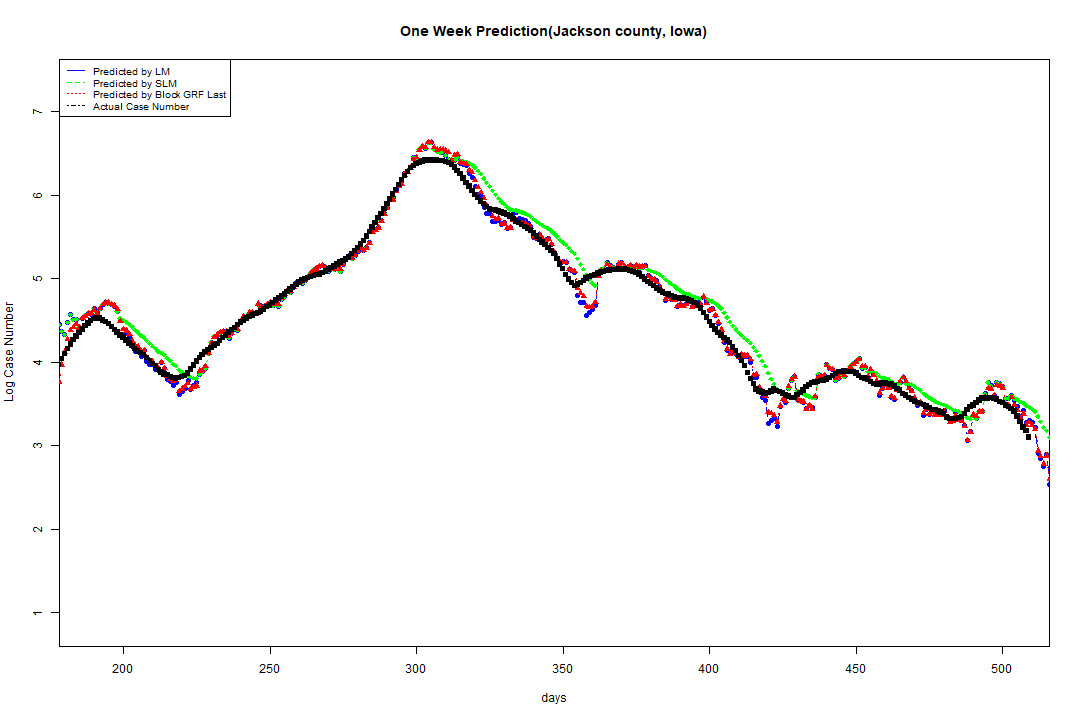 One Week Prediction(Jackson county, Iowa)
Predicted by LM
Predicted by SLM
Predicted by Block GRF Last
Actual Case Number
7
6
5
4
3
2
1
Log Case Number
200 250 300 350 400 450 500
days